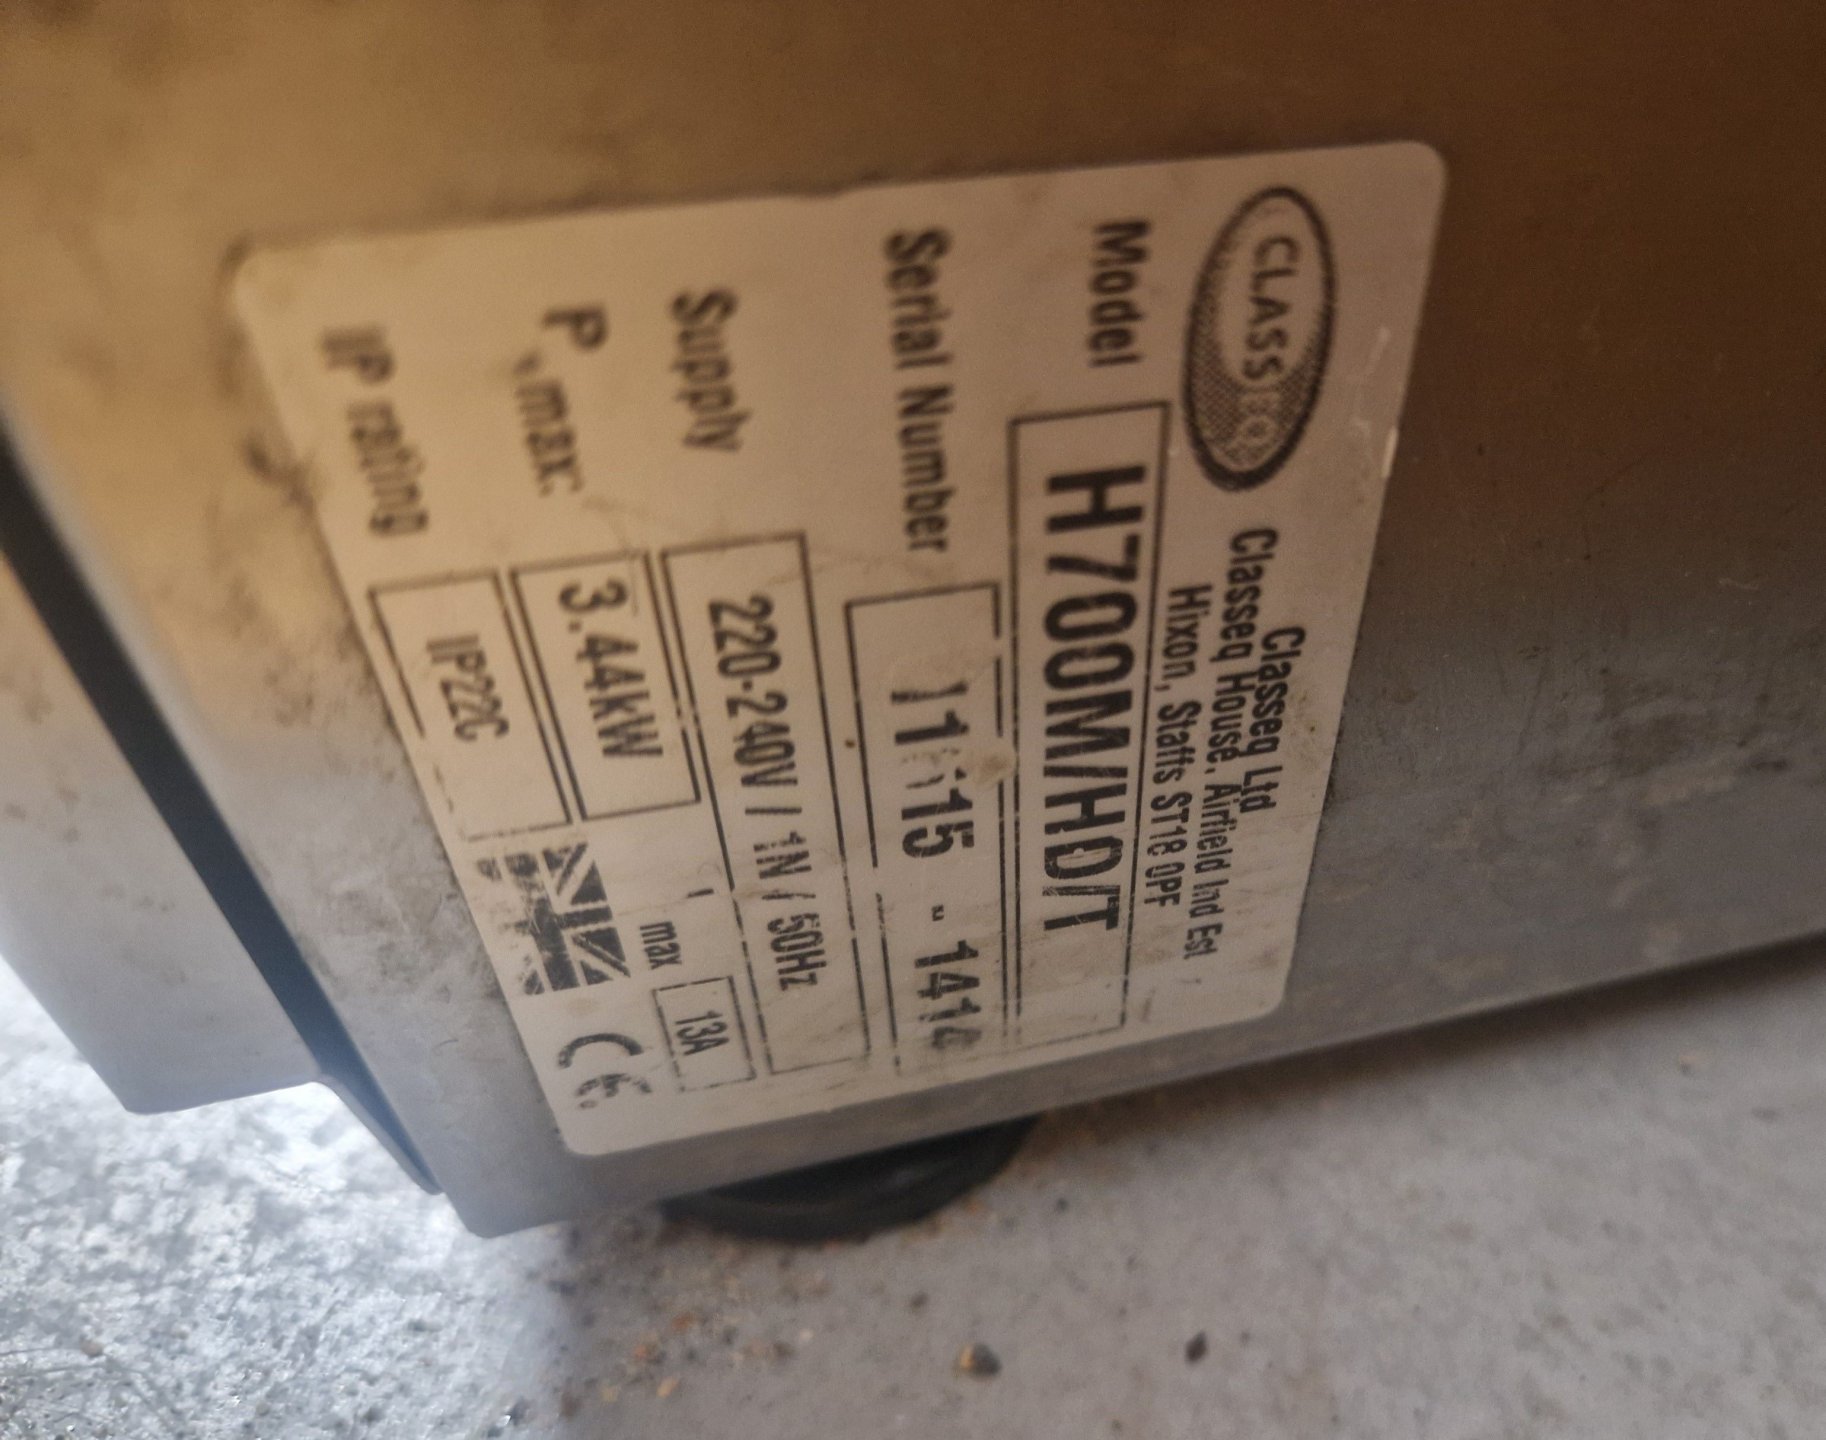 CLASSEQ
Classeq Ltd
Classeq House, Airfield Ind Est
Hixon, Staffs ST18 0PF
Model H700M/HD/T
Serial Number
Supply 220-240V / 1N / 50Hz
max 13A
P. max: 3.44kW
IP rating IP22C
CE